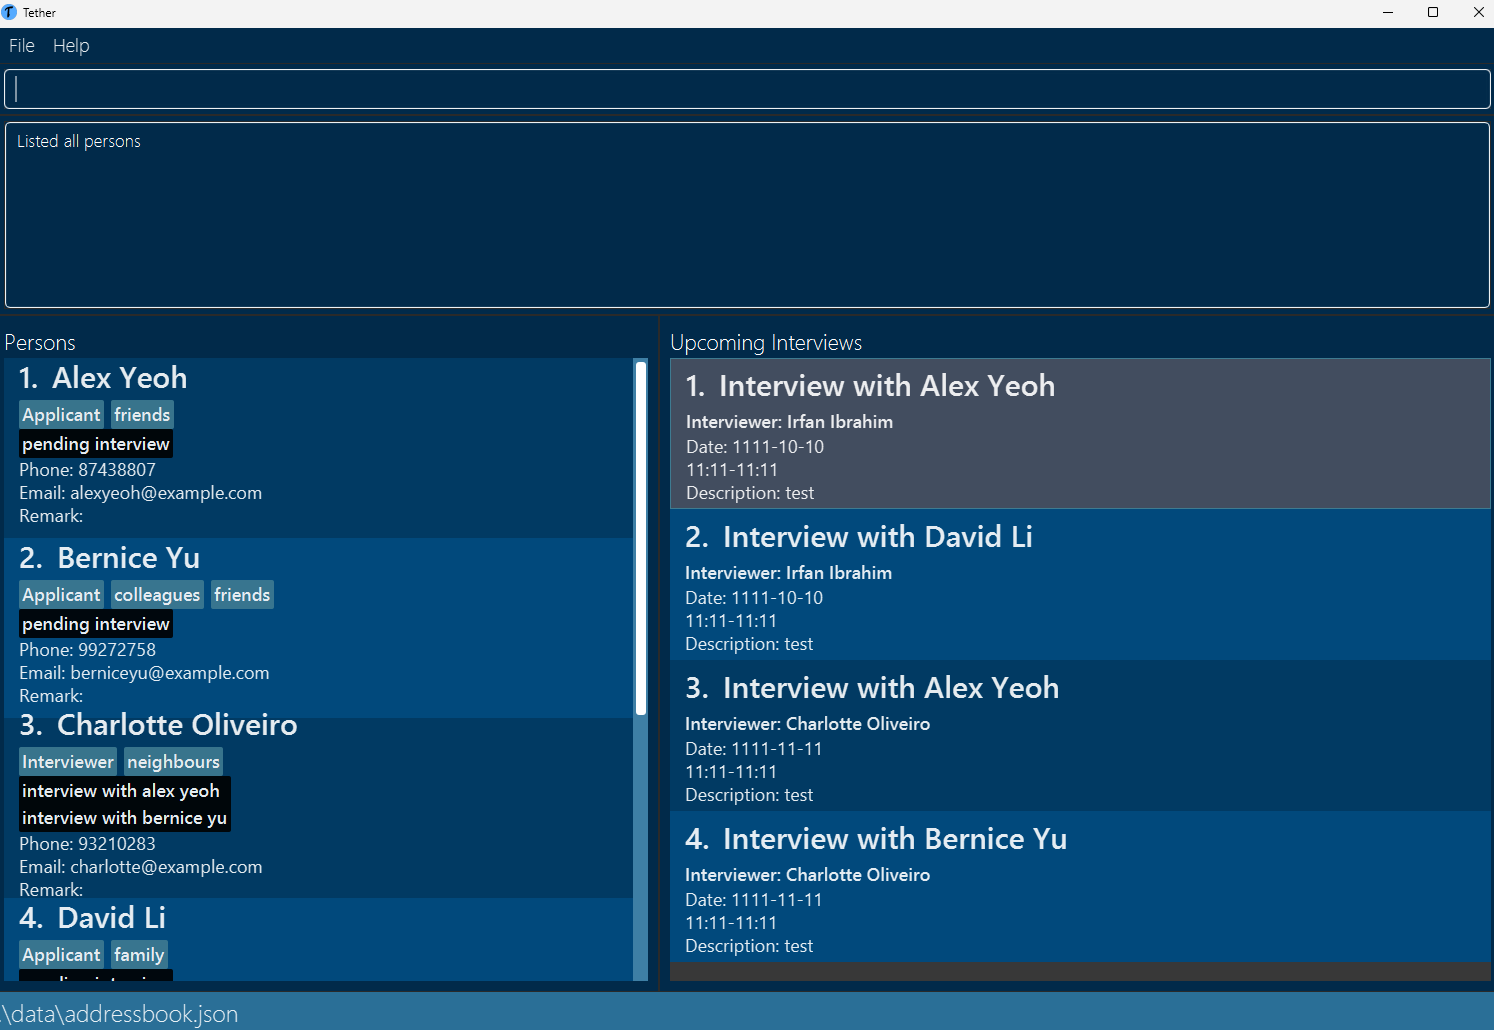 Tether
File Help
Listed all persons
Persons
1. Alex Yeoh
Applicant friends
pending interview
Phone: 87438807
Email: alexyeoh@example.com
Remark:
2. Bernice Yu
Applicant colleagues friends
pending interview
Phone: 99272758
Email: berniceyu@example.com
Remark:
3. Charlotte Oliveiro
Interviewer neighbours
interview with alex yeoh
interview with bernice yu
Phone: 93210283
Email: charlotte@example.com
Remark:
4. David Li
Applicant family
Upcoming Interviews
1. Interview with Alex Yeoh
Interviewer: Irfan Ibrahim
Date: 1111-10-10
11:11-11:11
Description: test
2. Interview with David Li
Interviewer: Irfan Ibrahim
Date: 1111-10-10
11:11-11:11
Description: test
3. Interview with Alex Yeoh
Interviewer: Charlotte Oliveiro
Date: 1111-11-11
11:11-11:11
Description: test
4. Interview with Bernice Yu
Interviewer: Charlotte Oliveiro
Date: 1111-11-11
11:11-11:11
Description: test
.\data\addressbook.json